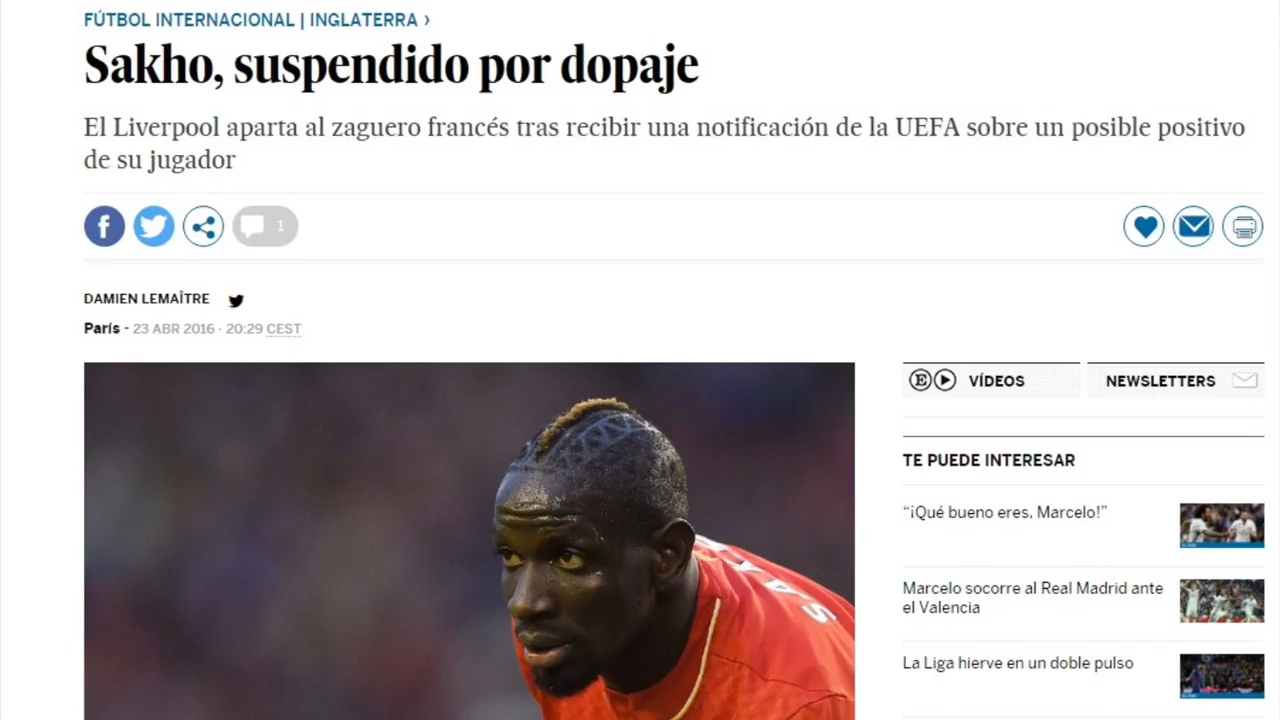 FÚTBOL INTERNACIONAL | INGLATERRA ›
Sakho, suspendido por dopaje
El Liverpool aparta al zaguero francés tras recibir una notificación de la UEFA sobre un posible positivo
de su jugador
1
DAMIEN LEMAÎTRE
París - 23 ABR 2016 · 20:29 CEST
E VÍDEOS
NEWSLETTERS
TE PUEDE INTERESAR
“¡Qué bueno eres, Marcelo!”
Marcelo socorre al Real Madrid ante
el Valencia
La Liga hierve en un doble pulso